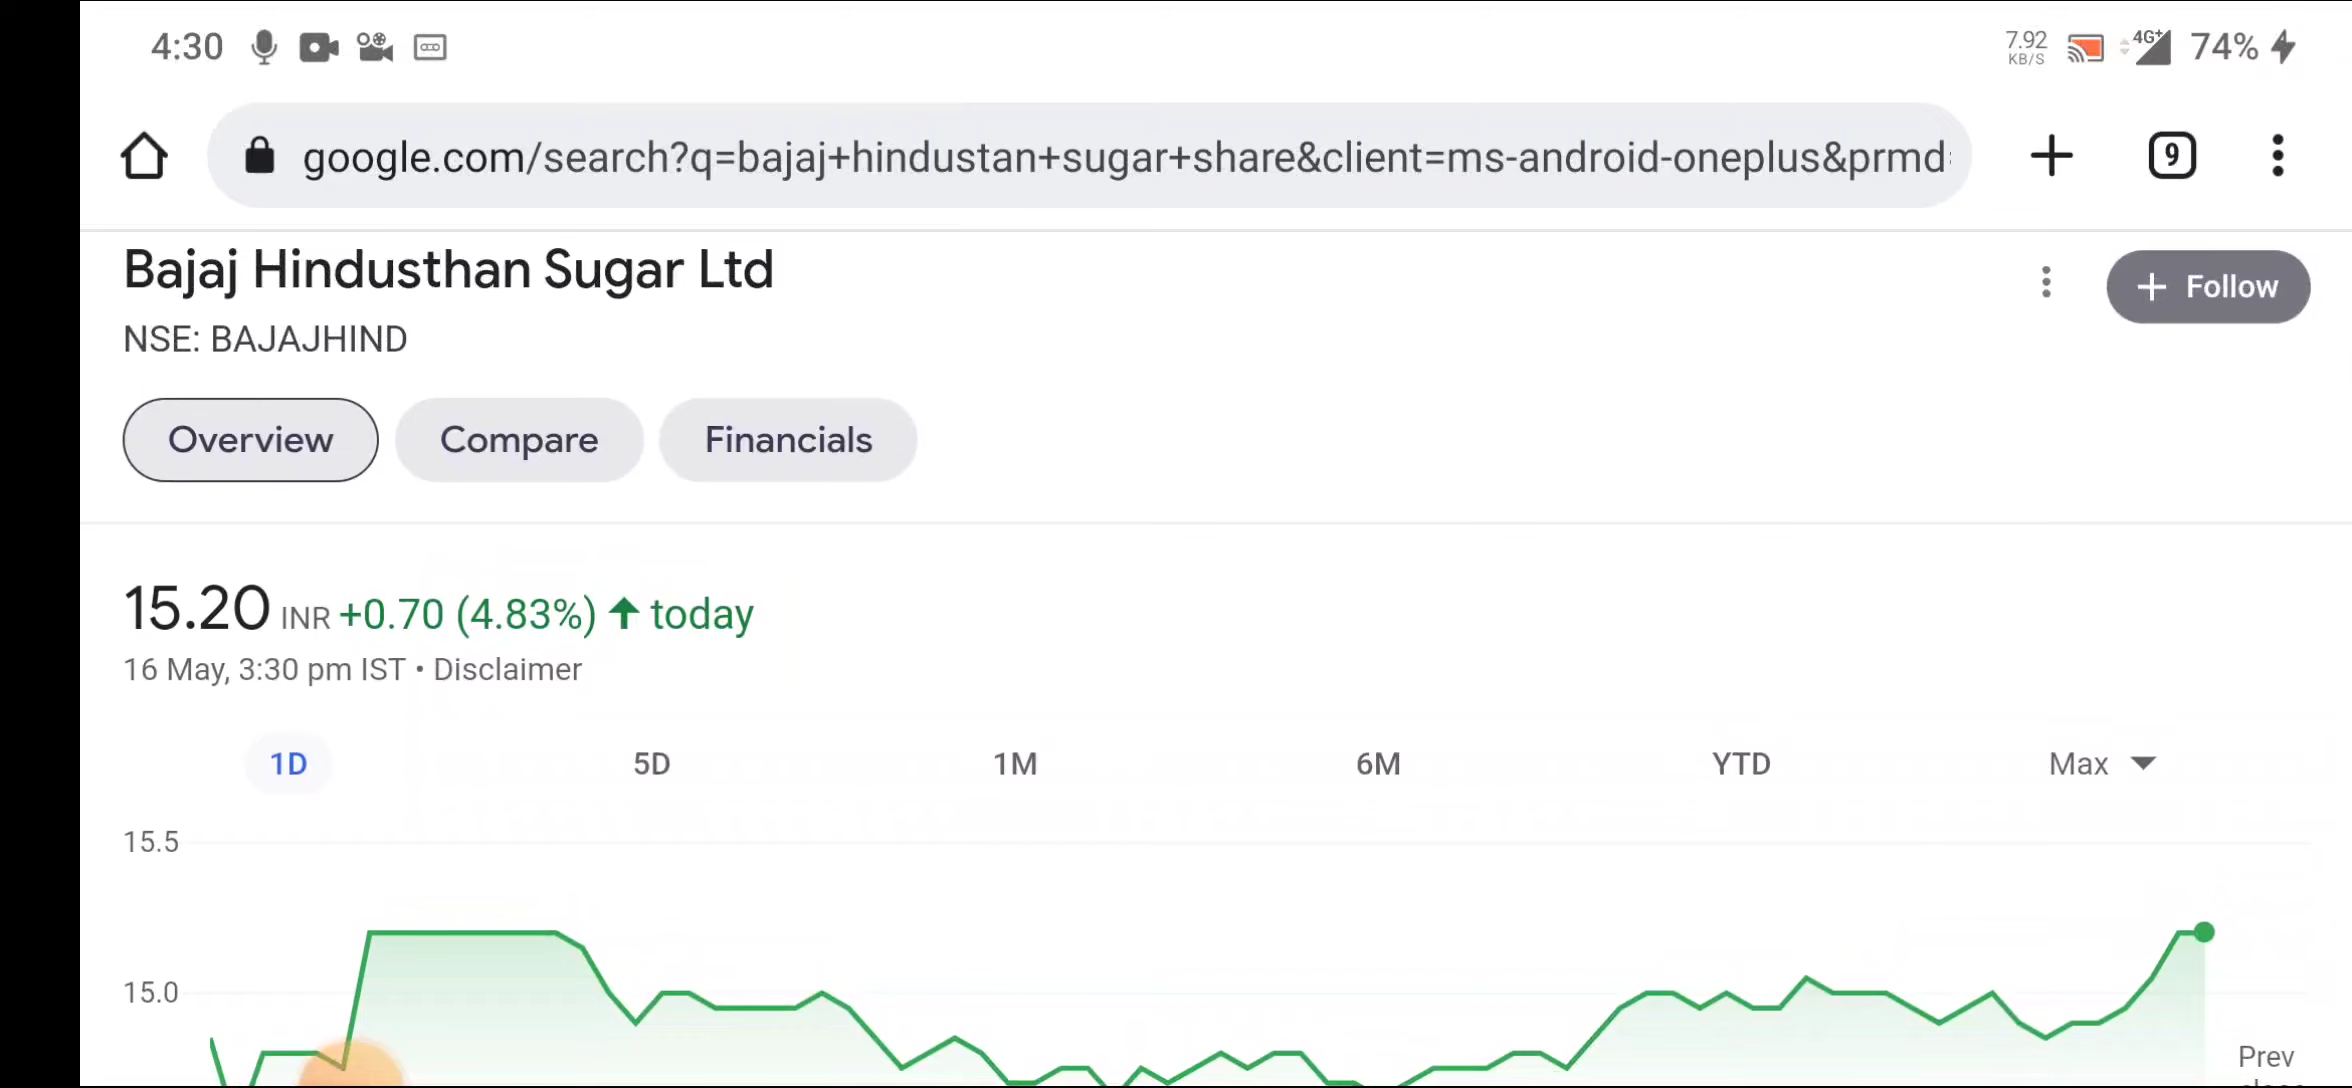 4:30
7.92
KB/S
4G+
74%
google.com/search?q=bajaj+hindustan+sugar+share&client=ms-android-oneplus&prmd
9
Bajaj Hindusthan Sugar Ltd
+ Follow
NSE: BAJAJHIND
Overview
Compare
Financials
15.20 INR +0.70 (4.83%) ↑ today
16 May, 3:30 pm IST • Disclaimer
1D
5D
1M
6M
YTD
Max
15.5
15.0
Prev